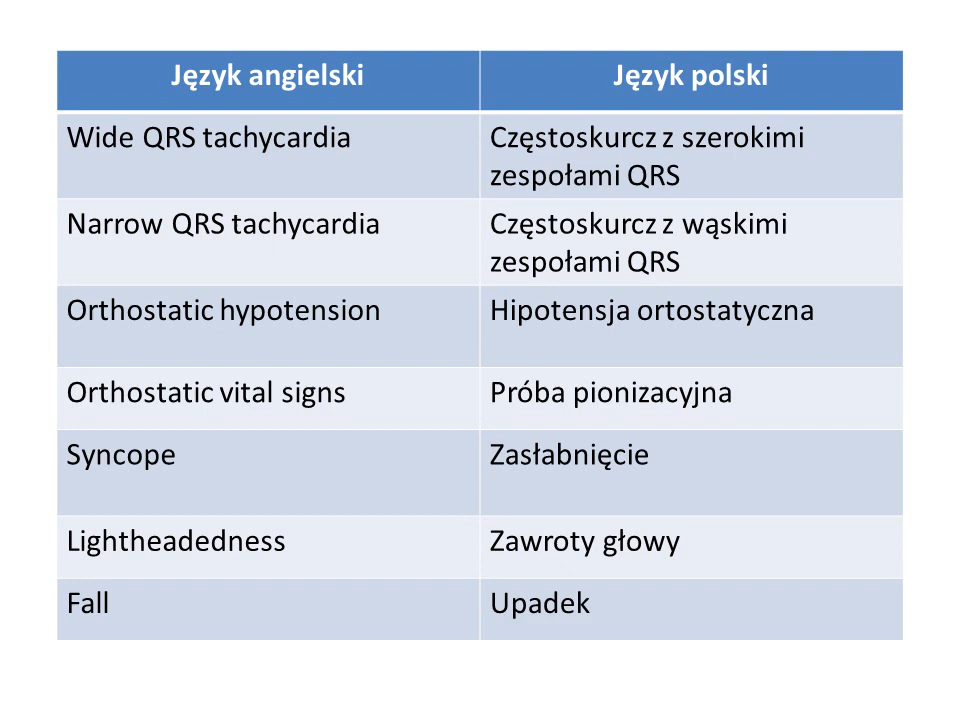 Język angielski Język polski
Wide QRS tachycardia Częstoskurcz z szerokimi
zespołami QRS
Narrow QRS tachycardia Częstoskurcz z wąskimi
zespołami QRS
Orthostatic hypotension Hipotensja ortostatyczna
Orthostatic vital signs Próba pionizacyjna
Syncope Zasłabnięcie
Lightheadedness Zawroty głowy
Fall Upadek